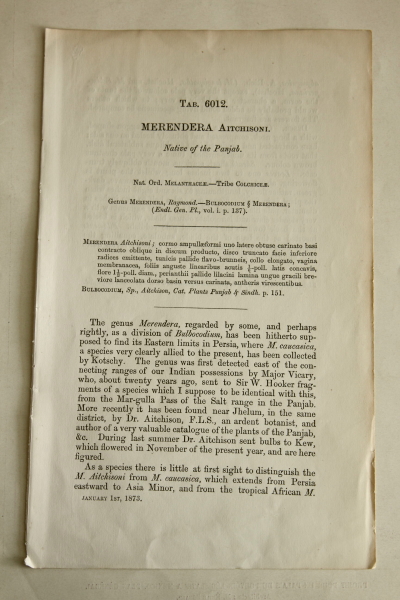 TAB. 6012.
MERENDERA AITCHISONI.
Native of the Panjab.
Nat. Ord. MELANTHACEÆ.—Tribe COLCHICEÆ.
Genus MERENDERA, Ramond.—BULBOCODIUM § MERENDERA;
(Endl. Gen. Pl., vol. i. p. 137).
MERENDERA Aitchisoni; cormo ampullæformi uno latere obtuse carinato basi
contracto oblique in discum producto, disco truncato facie inferiore
radices emittente, tunicis pallide flavo-brunneis, collo elongato, vagina
membranacea, foliis anguste linearibus acutis ¼-poll. latis concavis,
flore 1½-poll. diam., perianthii pallide lilacini lamina ungue gracili bre-
viore lanceolata dorso basin versus carinata, antheris virescentibus.
BULBOCODIUM, Sp., Aitchison, Cat. Plants Panjab & Sindh. p. 151.
The genus Merendera, regarded by some, and perhaps
rightly, as a division of Bulbocodium, has been hitherto sup-
posed to find its Eastern limits in Persia, where M. caucasica,
a species very clearly allied to the present, has been collected
by Kotschy. The genus was first detected east of the con-
necting ranges of our Indian possessions by Major Vicary,
who, about twenty years ago, sent to Sir W. Hooker frag-
ments of a species which I suppose to be identical with this,
from the Mar-gulla Pass of the Salt range in the Panjab.
More recently it has been found near Jhelum, in the same
district, by Dr. Aitchison, F.L.S., an ardent botanist, and
author of a very valuable catalogue of the plants of the Panjab,
&c. During last summer Dr. Aitchison sent bulbs to Kew,
which flowered in November of the present year, and are here
figured.
As a species there is little at first sight to distinguish the
M. Aitchisoni from M. caucasica, which extends from Persia
eastward to Asia Minor, and from the tropical African M.
JANUARY 1ST, 1873.